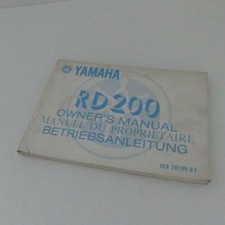 YAMAHA
RD200
OWNER'S MANUAL
MANUEL DU PROPRIETAIRE
BETRIEBSANLEITUNG